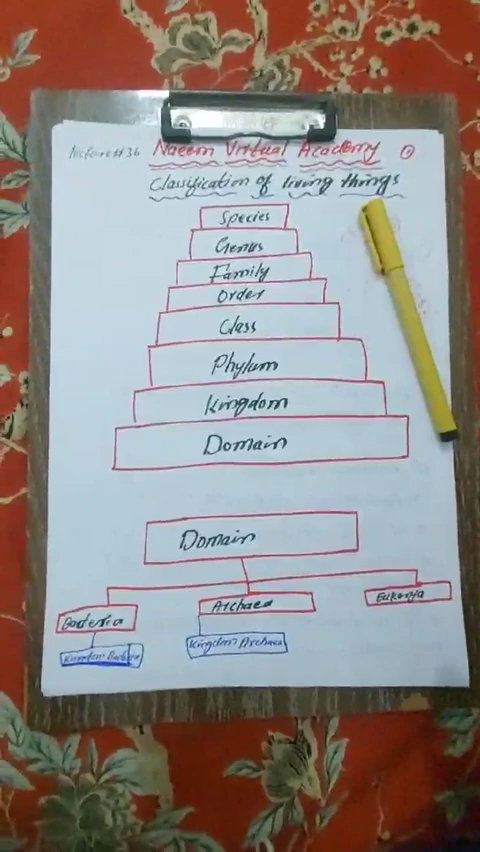 lecture#36 Naeem Virtual Academy 1
Classification of living things
Species
Genus
Family
Order
Class
Phylum
Kingdom
Domain
Domain
Bacteria Archaea Eukarya
Kingdom Bacteria Kingdom Archaea